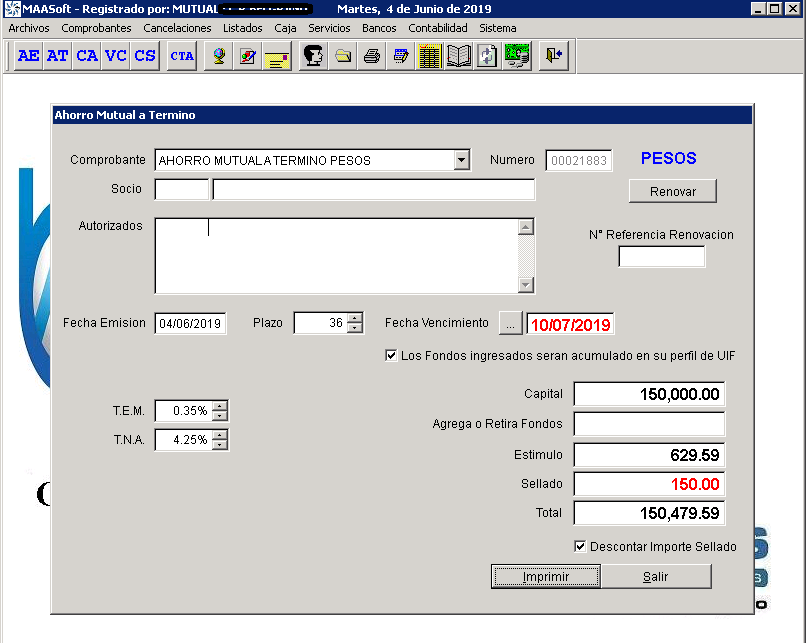 MAASoft - Registrado por: MUTUAL Martes, 4 de Junio de 2019
Archivos Comprobantes Cancelaciones Listados Caja Servicios Bancos Contabilidad Sistema
AE AT CA VC CS CTA
Ahorro Mutual a Termino
Comprobante AHORRO MUTUAL A TERMINO PESOS Numero 00021883 PESOS
Socio Renovar
Autorizados
N° Referencia Renovacion
Fecha Emision 04/06/2019 Plazo 36 Fecha Vencimiento ... 10/07/2019
Los Fondos ingresados seran acumulado en su perfil de UIF
Capital 150,000.00
T.E.M. 0.35%
Agrega o Retira Fondos
T.N.A. 4.25%
Estimulo 629.59
Sellado 150.00
Total 150,479.59
Descontar Importe Sellado
Imprimir Salir